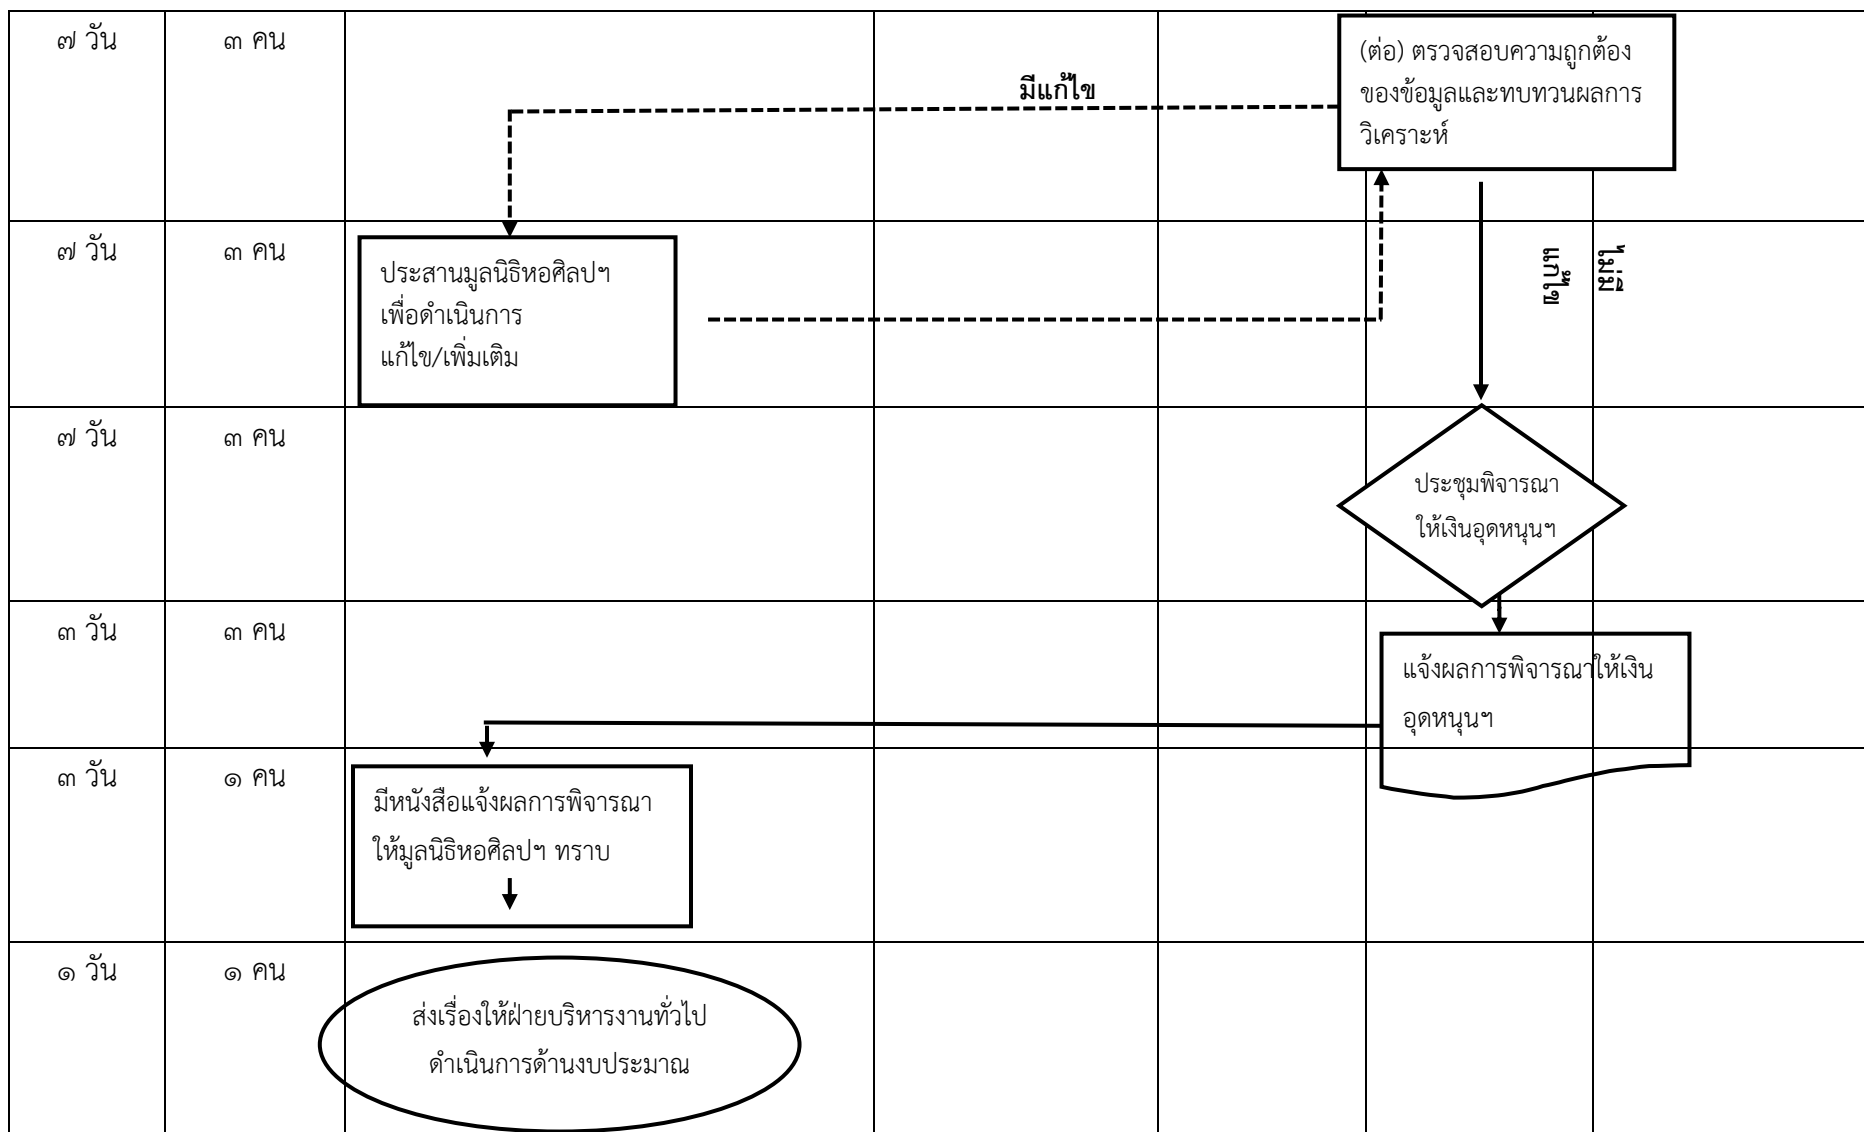 ๗ วัน
๓ คน
(ต่อ) ตรวจสอบความถูกต้อง
ของข้อมูลและทบทวนผลการ
วิเคราะห์
มีแก้ไข
๗ วัน
๓ คน
ประสานมูลนิธิหอศิลปฯ
เพื่อดำเนินการ
แก้ไข/เพิ่มเติม
ไม่มี
แก้ไข
๗ วัน
๓ คน
ประชุมพิจารณา
ให้เงินอุดหนุนฯ
๓ วัน
๓ คน
แจ้งผลการพิจารณาให้เงิน
อุดหนุนฯ
๓ วัน
๑ คน
มีหนังสือแจ้งผลการพิจารณา
ให้มูลนิธิหอศิลปฯ ทราบ
๑ วัน
๑ คน
ส่งเรื่องให้ฝ่ายบริหารงานทั่วไป
ดำเนินการด้านงบประมาณ